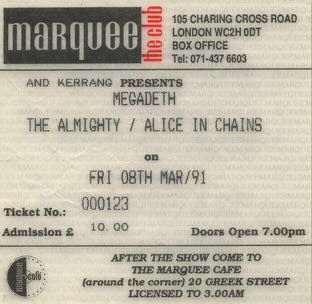 marquee
the club
105 CHARING CROSS ROAD
LONDON WC2H 0DT
BOX OFFICE
Tel: 071-437 6603
AND KERRANG PRESENTS
MEGADETH
THE ALMIGHTY / ALICE IN CHAINS
on
FRI 08TH MAR/91
Ticket No.: 000123
Admission £ 10.00 Doors Open 7.00pm
AFTER THE SHOW COME TO
THE MARQUEE CAFE
(around the corner) 20 GREEK STREET
LICENSED TO 3.00AM
marquee café